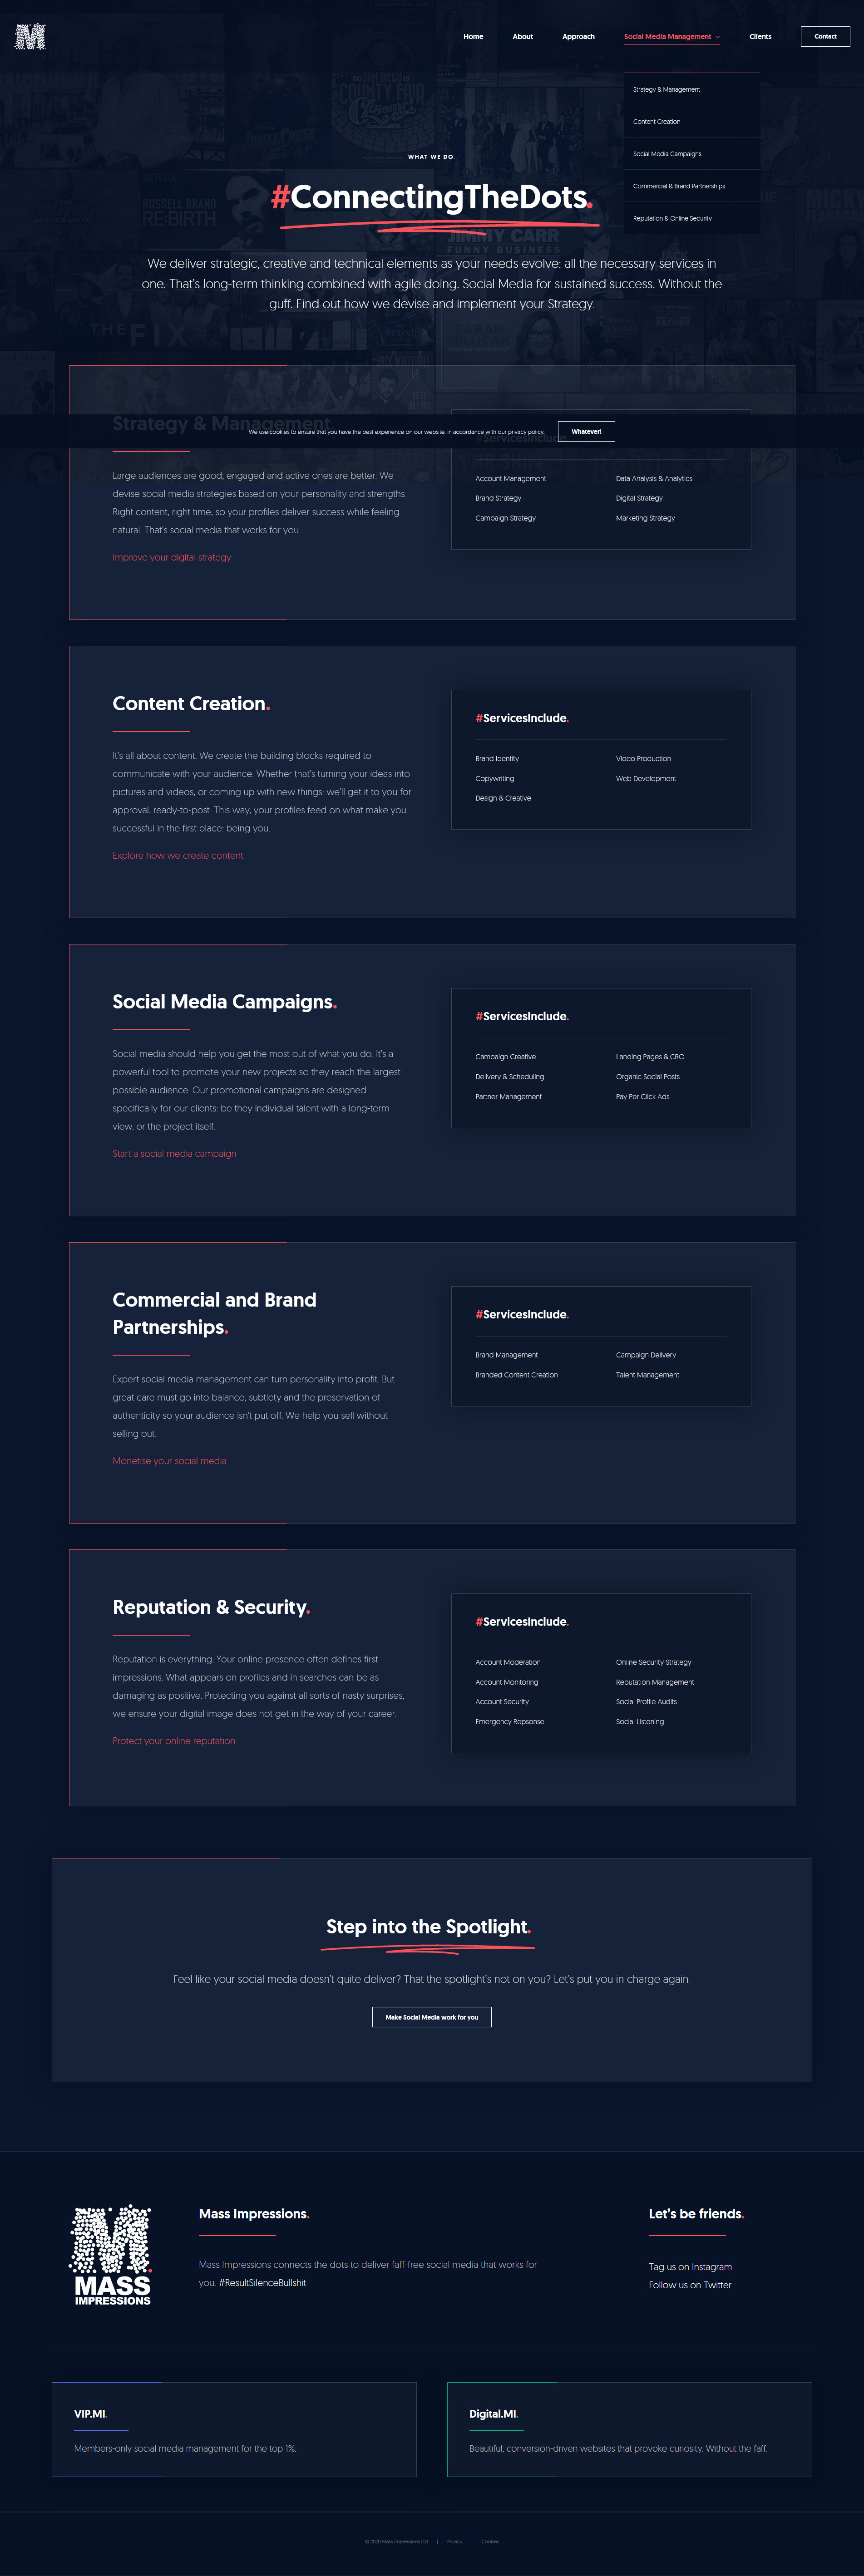 M
Home
About
Approach
Social Media Management
Clients
Contact
Strategy & Management
Content Creation
Social Media Campaigns
Commercial & Brand Partnerships
Reputation & Online Security
WHAT WE DO.
#ConnectingTheDots.
We deliver strategic, creative and technical elements as your needs evolve: all the necessary services in
one. That's long-term thinking combined with agile doing. Social Media for sustained success. Without the
guff. Find out how we devise and implement your Strategy.
RUSSELL BRAND
RE:BIRTH
JIMMY CARR
FUNNY BUSINESS
THE FIX
Strategy & Management
We use cookies to ensure that you have the best experience on our website, in accordance with our privacy policy.
Whatever!
Large audiences are good, engaged and active ones are better. We
devise social media strategies based on your personality and strengths.
Right content, right time, so your profiles deliver success while feeling
natural. That's social media that works for you.
Improve your digital strategy
#ServicesInclude
Account Management
Brand Strategy
Campaign Strategy
Data Analysis & Analytics
Digital Strategy
Marketing Strategy
Content Creation.
It's all about content. We create the building blocks required to
communicate with your audience. Whether that's turning your ideas into
pictures and videos, or coming up with new things: we'll get it to you for
approval, ready-to-post. This way, your profiles feed on what make you
successful in the first place: being you.
Explore how we create content
#ServicesInclude.
Brand Identity
Copywriting
Design & Creative
Video Production
Web Development
Social Media Campaigns.
Social media should help you get the most out of what you do. It's a
powerful tool to promote your new projects so they reach the largest
possible audience. Our promotional campaigns are designed
specifically for our clients: be they individual talent with a long-term
view, or the project itself.
Start a social media campaign
#ServicesInclude.
Campaign Creative
Delivery & Scheduling
Partner Management
Landing Pages & CRO
Organic Social Posts
Pay Per Click Ads
Commercial and Brand
Partnerships.
Expert social media management can turn personality into profit. But
great care must go into balance, subtlety and the preservation of
authenticity so your audience isn't put off. We help you sell without
selling out.
Monetise your social media
#ServicesInclude.
Brand Management
Branded Content Creation
Campaign Delivery
Talent Management
Reputation & Security.
Reputation is everything. Your online presence often defines first
impressions. What appears on profiles and in searches can be as
damaging as positive. Protecting you against all sorts of nasty surprises,
we ensure your digital image does not get in the way of your career.
Protect your online reputation
#ServicesInclude.
Account Moderation
Account Monitoring
Account Security
Emergency Repsonse
Online Security Strategy
Reputation Management
Social Profile Audits
Social Listening
Step into the Spotlight.
Feel like your social media doesn't quite deliver? That the spotlight's not on you? Let's put you in charge again.
Make Social Media work for you
M
MASS
IMPRESSIONS
Mass Impressions.
Mass Impressions connects the dots to deliver faff-free social media that works for
you. #ResultSilenceBullshit
Let's be friends.
Tag us on Instagram
Follow us on Twitter
VIP.MI.
Members-only social media management for the top 1%.
Digital.MI.
Beautiful, conversion-driven websites that provoke curiosity. Without the faff.
© 2020 Mass Impressions Ltd | Privacy | Cookies